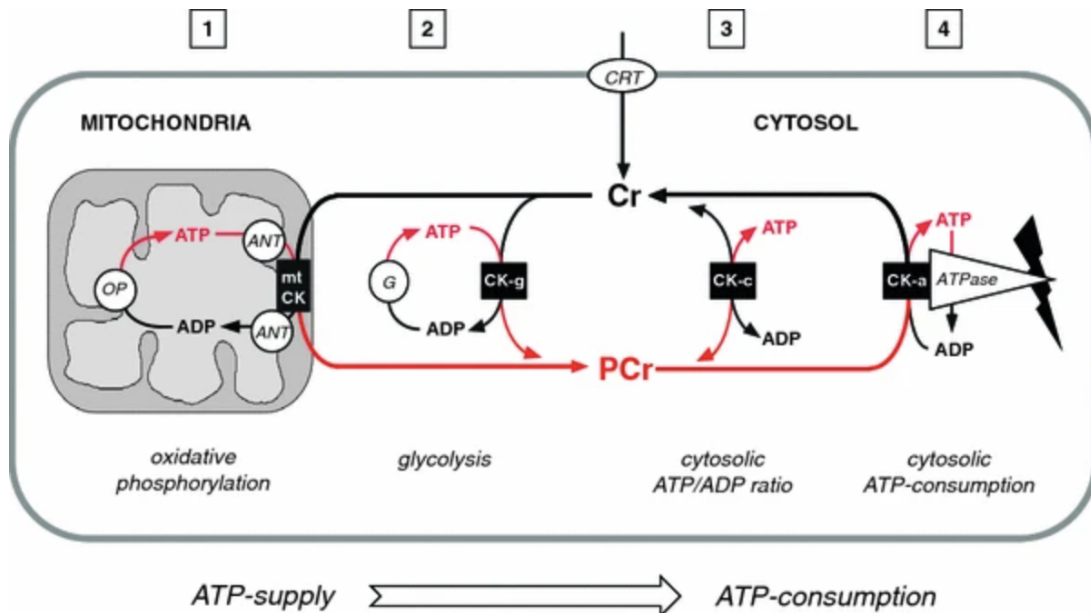 1
2
3
4
CRT
MITOCHONDRIA
CYTOSOL
Cr
ATP
ANT
OP
mt
CK
ADP
ANT
ATP
G
CK-g
ADP
ATP
CK-c
ADP
ATP
CK-a
ATPase
ADP
PCr
oxidative
phosphorylation
glycolysis
cytosolic
ATP/ADP ratio
cytosolic
ATP-consumption
ATP-supply
ATP-consumption